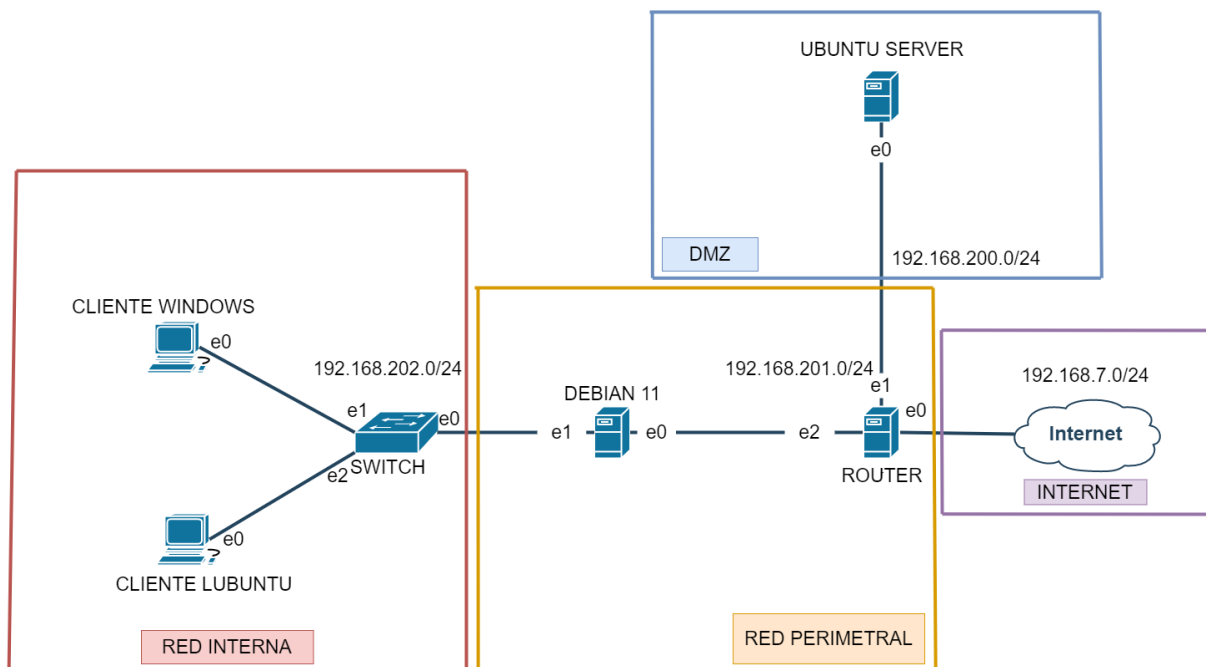 UBUNTU SERVER
e0
DMZ
192.168.200.0/24
CLIENTE WINDOWS
e0
192.168.202.0/24
e1
e0
SWITCH
e2
e0
CLIENTE LUBUNTU
RED INTERNA
192.168.201.0/24
DEBIAN 11
e1
e0
e2
e1
e0
ROUTER
RED PERIMETRAL
192.168.7.0/24
Internet
INTERNET